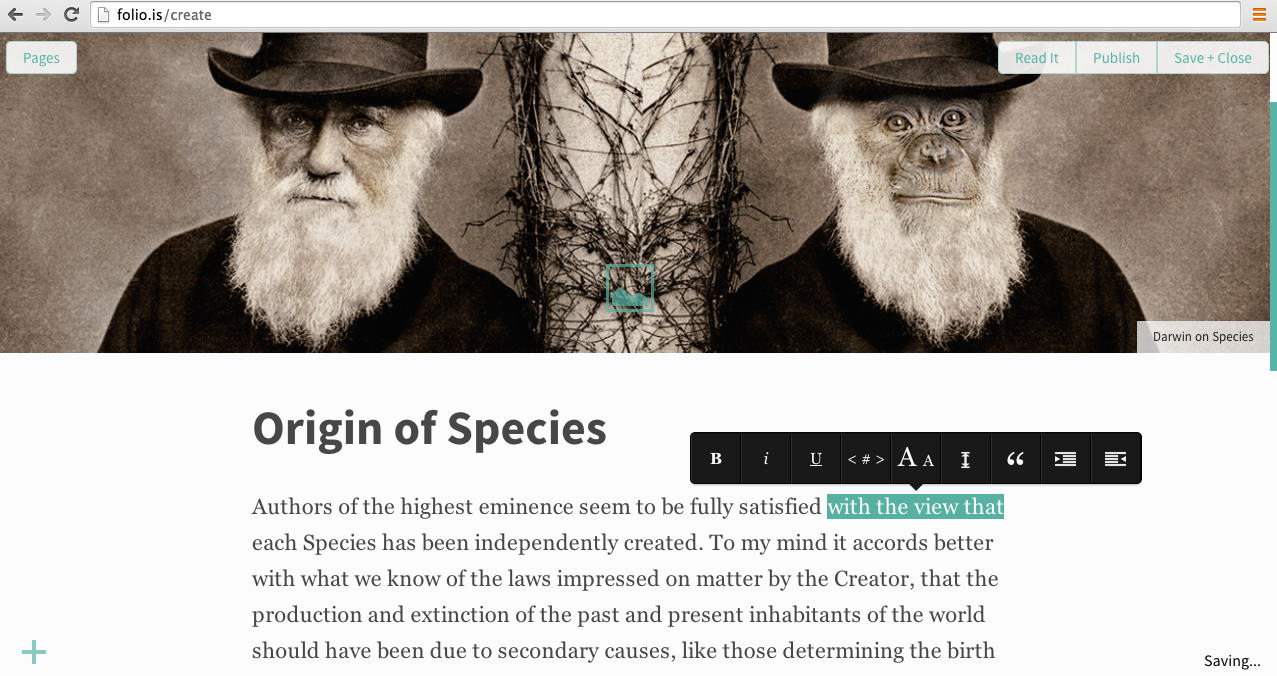 folio.is/create
Pages
Read It
Publish
Save + Close
Darwin on Species
Origin of Species
B i U < # > A A “
Authors of the highest eminence seem to be fully satisfied with the view that
each Species has been independently created. To my mind it accords better
with what we know of the laws impressed on matter by the Creator, that the
production and extinction of the past and present inhabitants of the world
should have been due to secondary causes, like those determining the birth
Saving...